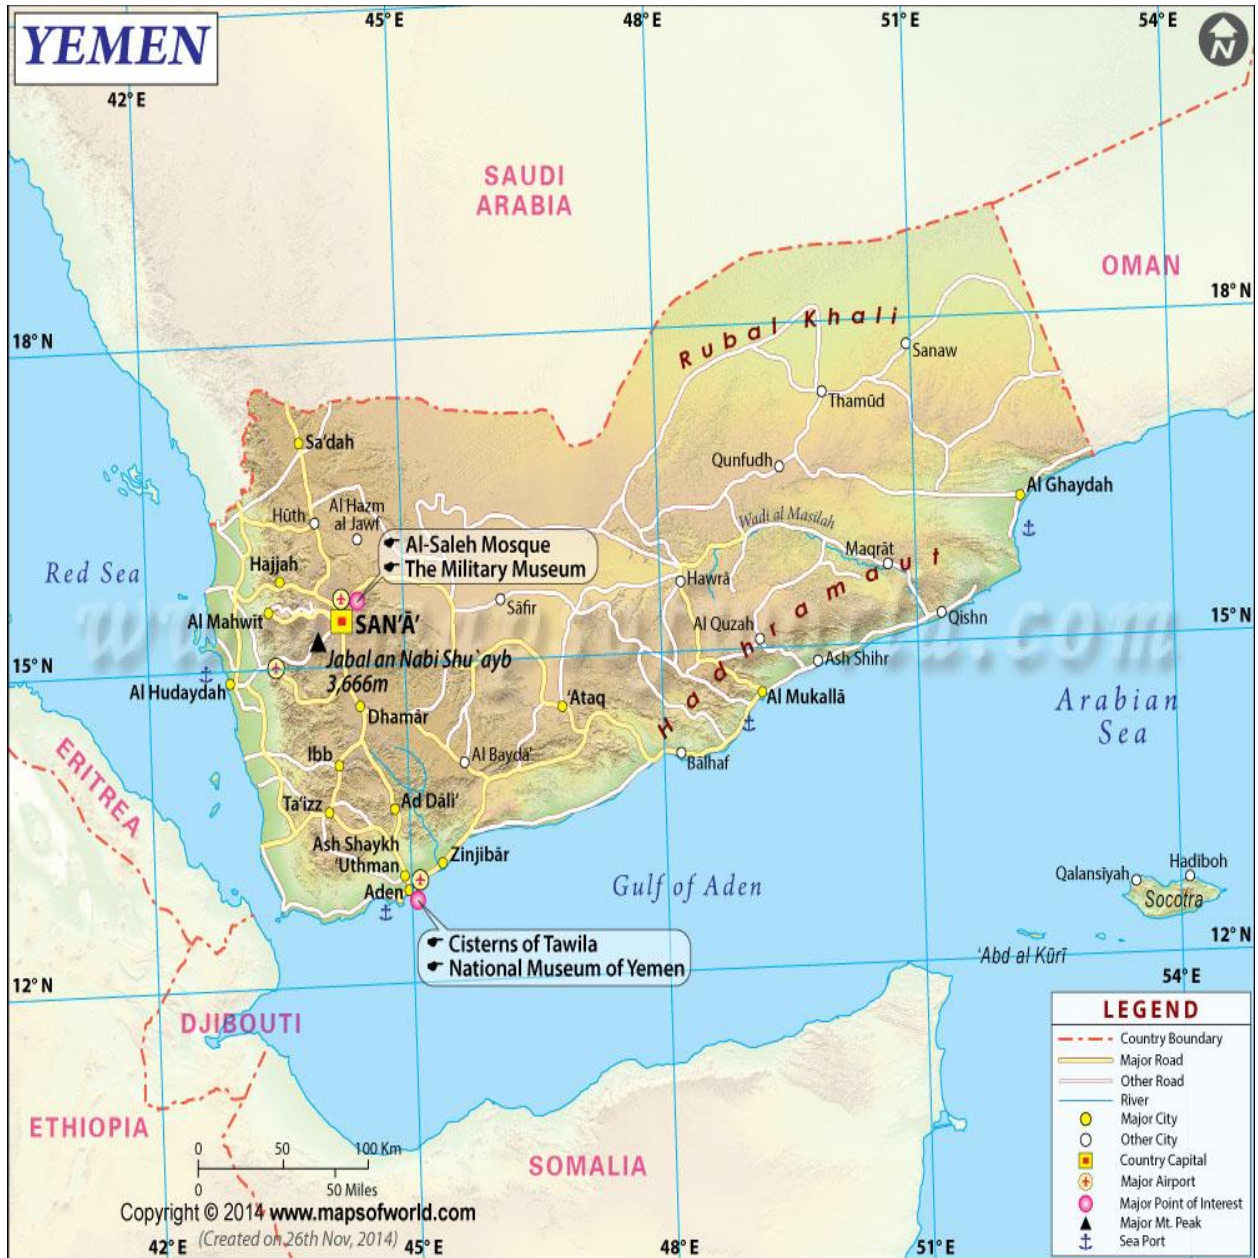 YEMEN
45° E
48° E
51° E
54° E
N
42° E
SAUDI
ARABIA
OMAN
18° N
18° N
Rubal Khali
Sanaw
Thamūd
Sa'dah
Qunfudh
Al Ghaydah
Al Hazm
al Jawf
Hūth
Wadi al Masilah
Al-Saleh Mosque
The Military Museum
Maqrāt
Red Sea
Hajjah
Hawrā
Hadhramaut
Sāfir
Al Mahwit
SAN'Ā'
Al Quzah
Qishn
15° N
15° N
Jabal an Nabi Shu`ayb
3,666m
Ash Shihr
Al Hudaydah
'Ataq
Al Mukallā
Arabian
Sea
Dhamār
ERITREA
Ibb
Al Bayda'
Bālhaf
Ta'izz
Ad Dāli'
Ash Shaykh
'Uthman
Zinjibār
Aden
Gulf of Aden
Qalansīyah
Hadiboh
Socotra
Cisterns of Tawila
National Museum of Yemen
12° N
'Abd al Kūrī
54° E
12° N
DJIBOUTI
ETHIOPIA
SOMALIA
LEGEND
Country Boundary
Major Road
Other Road
River
Major City
Other City
Country Capital
Major Airport
Major Point of Interest
Major Mt. Peak
Sea Port
0 50 100 Km
0 50 Miles
Copyright © 2014 www.mapsofworld.com
(Created on 26th Nov, 2014)
42° E
45° E
48° E
51° E